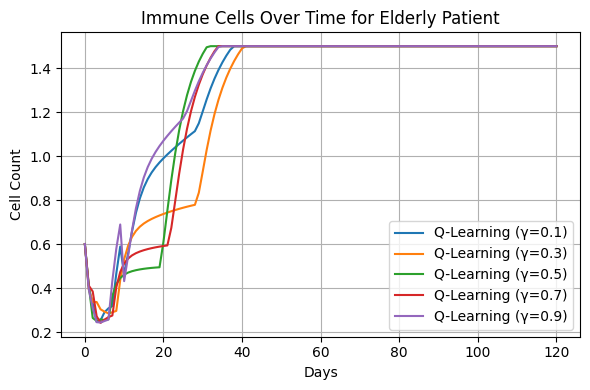 Immune Cells Over Time for Elderly Patient
Cell Count
1.4
1.2
1.0
0.8
0.6
0.4
0.2
0 20 40 60 80 100 120
Days
Q-Learning (γ=0.1)
Q-Learning (γ=0.3)
Q-Learning (γ=0.5)
Q-Learning (γ=0.7)
Q-Learning (γ=0.9)